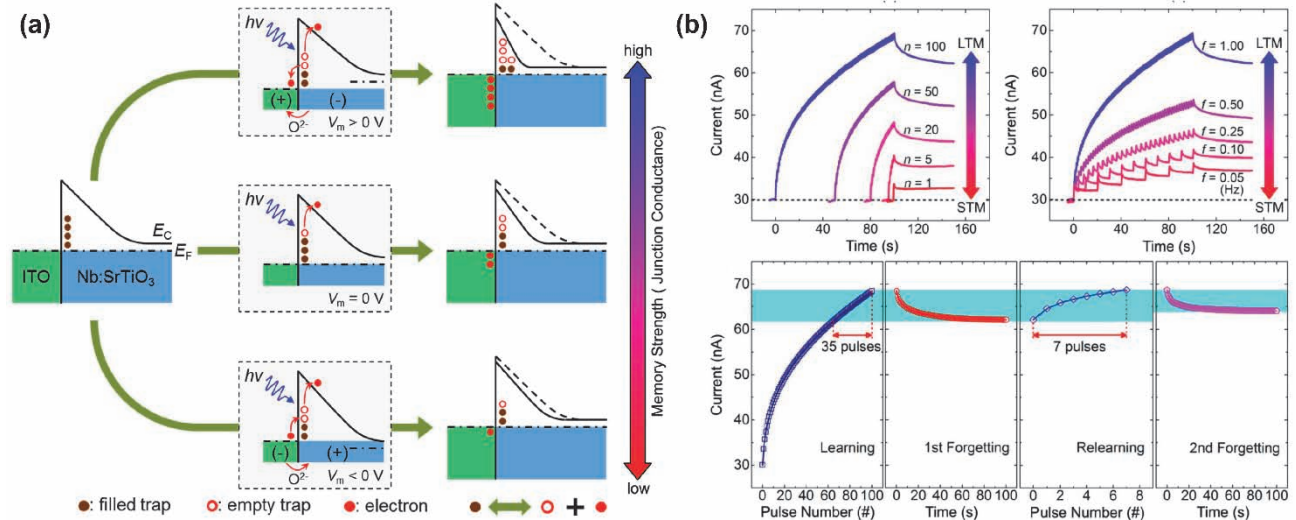 (a)
hν
(+)
(-)
O²⁻
Vm > 0 V
hν
EC
EF
ITO
Nb:SrTiO₃
Vm = 0 V
hν
(-)
(+)
O²⁻
Vm < 0 V
high
Memory Strength ( Junction Conductance)
low
: filled trap
: empty trap
: electron
+
(b)
Current (nA)
70
60
50
40
30
n = 100
n = 50
n = 20
n = 5
n = 1
LTM
STM
0 50 100 150
Time (s)
Current (nA)
70
60
50
40
30
f = 1.00
f = 0.50
f = 0.25
f = 0.10
f = 0.05
(Hz)
LTM
STM
0 40 80 120 160
Time (s)
Current (nA)
70
60
50
40
30
35 pulses
Learning
0 20 40 60 80 100
Pulse Number (#)
1st Forgetting
0 20 40 60 80 100
Time (s)
7 pulses
Relearning
0 2 4 6 8
Pulse Number (#)
2nd Forgetting
0 20 40 60 80 100
Time (s)